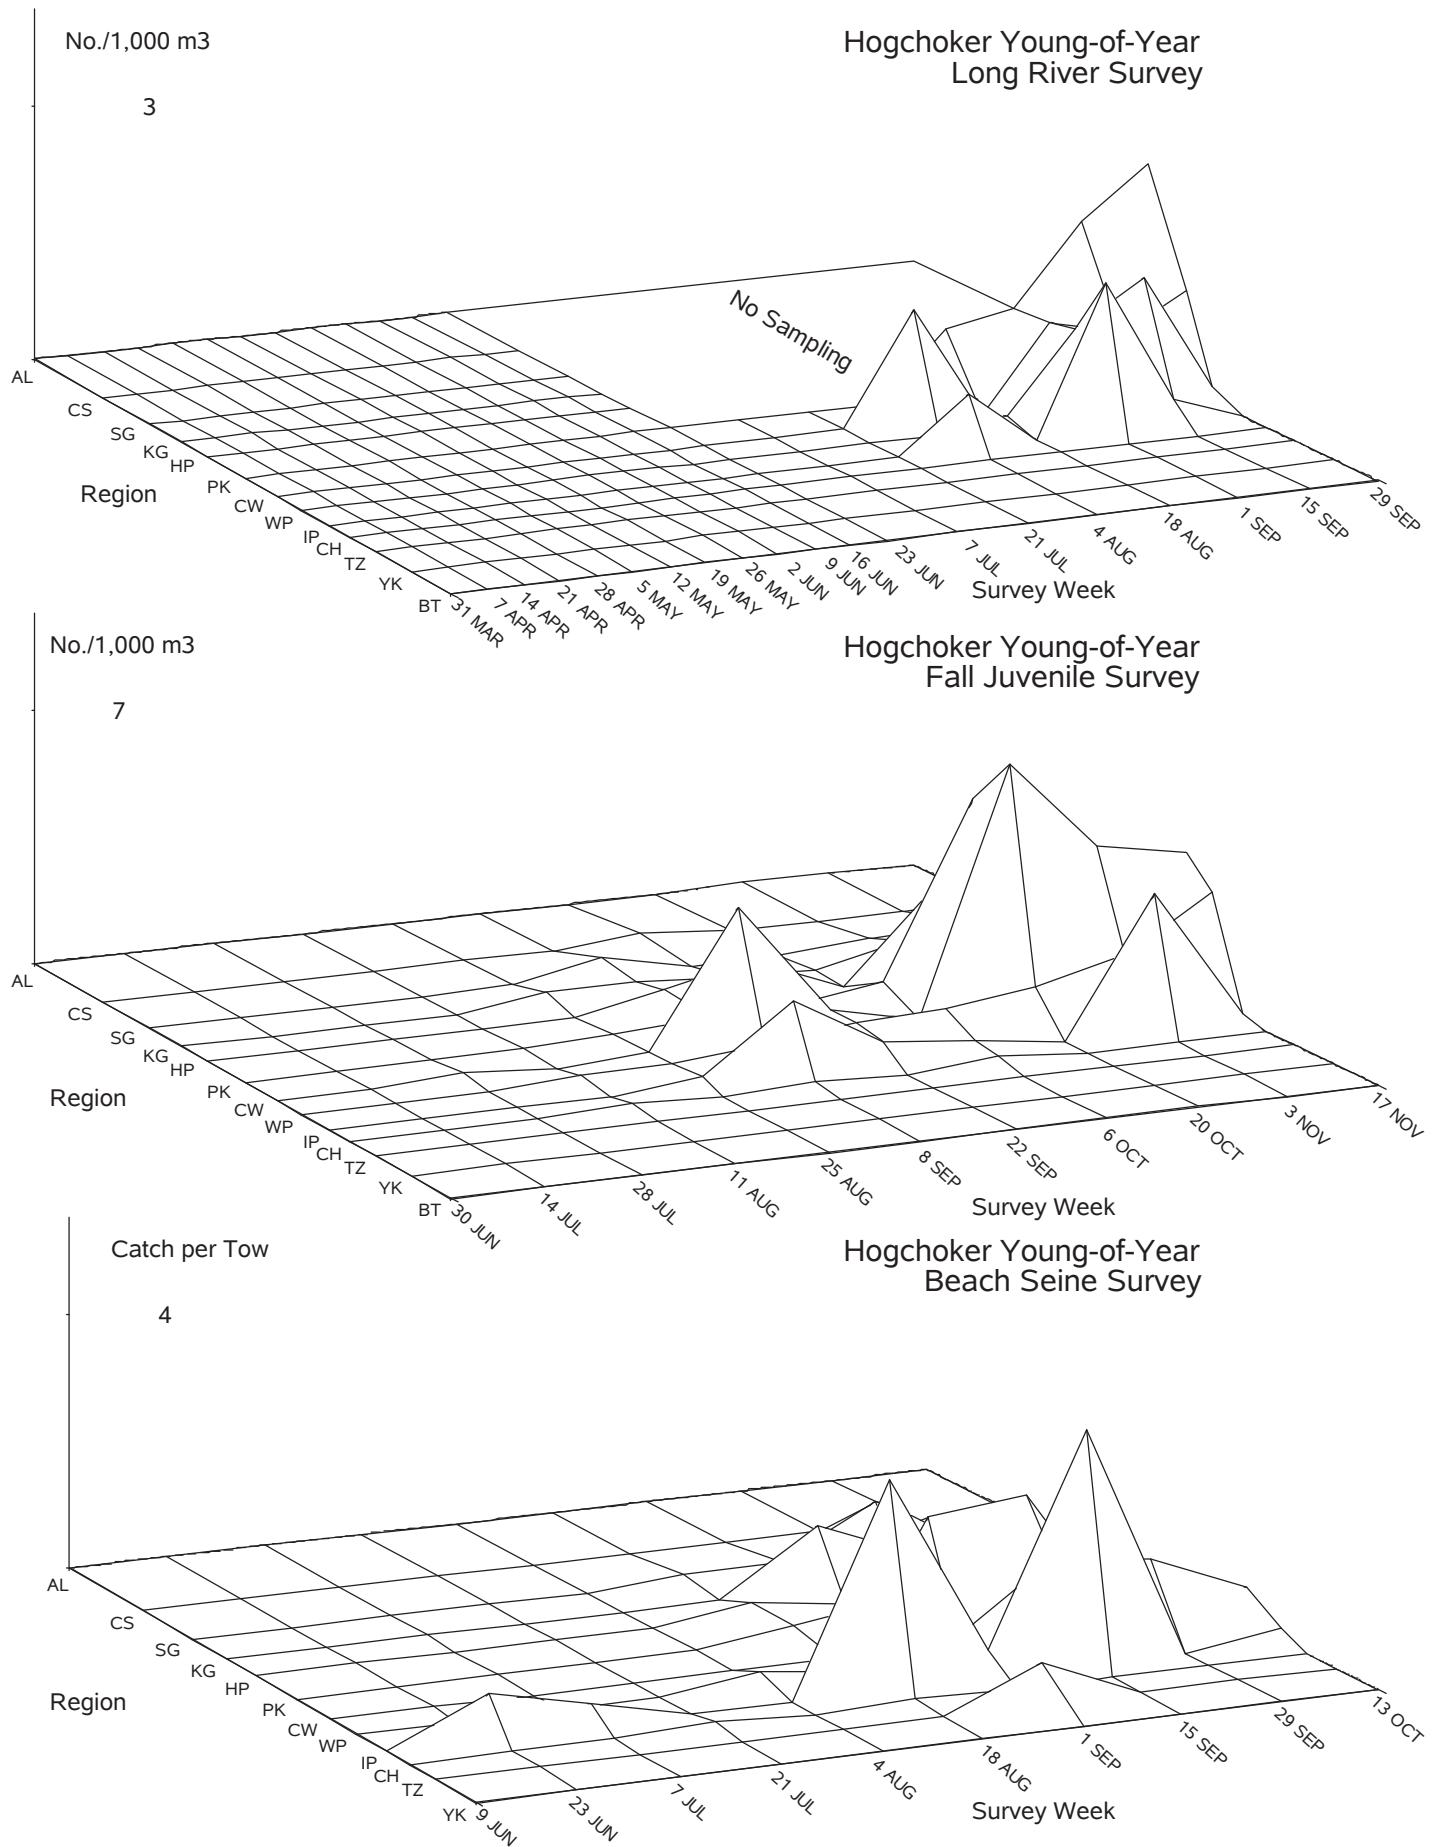 No./1,000 m3
Hogchoker Young-of-Year
Long River Survey
3
No Sampling
AL
CS
SG
KG
HP
PK
CW
WP
IP
CH
TZ
YK
BT
Region
31 MAR
7 APR
14 APR
21 APR
28 APR
5 MAY
12 MAY
19 MAY
26 MAY
2 JUN
9 JUN
16 JUN
23 JUN
7 JUL
21 JUL
4 AUG
18 AUG
1 SEP
15 SEP
29 SEP
Survey Week
No./1,000 m3
Hogchoker Young-of-Year
Fall Juvenile Survey
7
AL
CS
SG
KG
HP
PK
CW
WP
IP
CH
TZ
YK
BT
Region
30 JUN
14 JUL
28 JUL
11 AUG
25 AUG
8 SEP
22 SEP
6 OCT
20 OCT
3 NOV
17 NOV
Survey Week
Catch per Tow
Hogchoker Young-of-Year
Beach Seine Survey
4
AL
CS
SG
KG
HP
PK
CW
WP
IP
CH
TZ
YK
Region
9 JUN
23 JUN
7 JUL
21 JUL
4 AUG
18 AUG
1 SEP
15 SEP
29 SEP
13 OCT
Survey Week